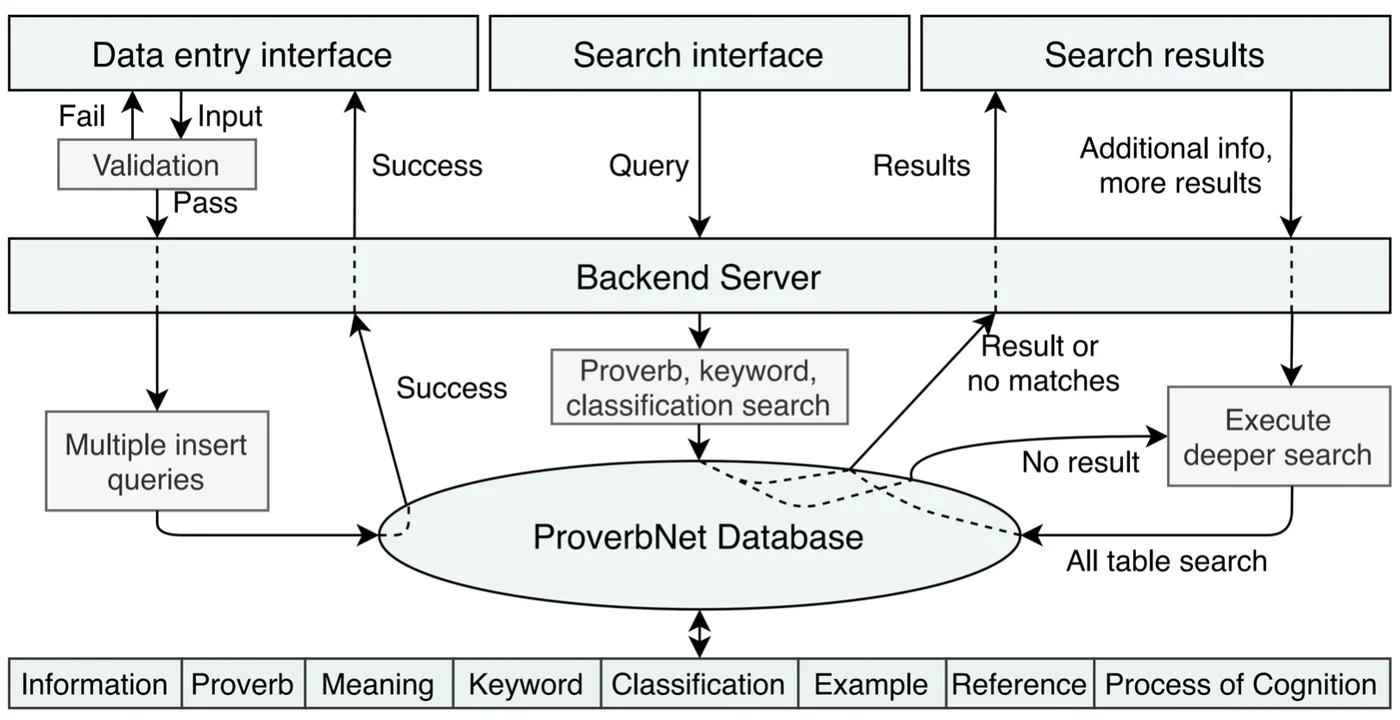 Data entry interface
Search interface
Search results
Fail
Input
Validation
Pass
Success
Query
Results
Additional info,
more results
Backend Server
Success
Proverb, keyword,
classification search
Result or
no matches
Multiple insert
queries
No result
Execute
deeper search
ProverbNet Database
All table search
Information
Proverb
Meaning
Keyword
Classification
Example
Reference
Process of Cognition